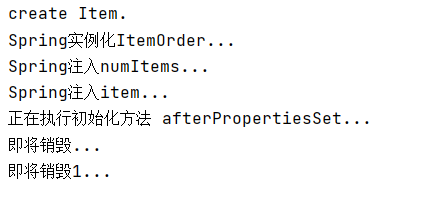 create Item.
Spring实例化ItemOrder...
Spring注入numItems...
Spring注入item...
正在执行初始化方法 afterPropertiesSet...
即将销毁...
即将销毁1...